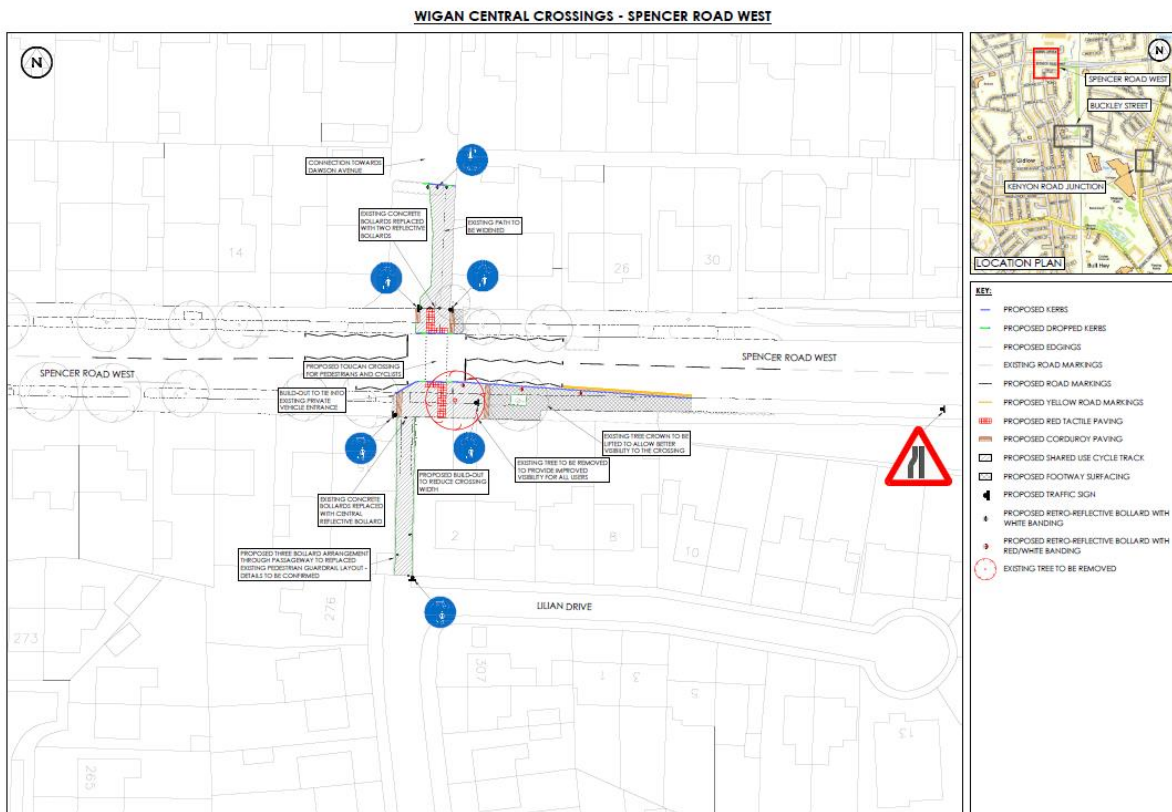 WIGAN CENTRAL CROSSINGS - SPENCER ROAD WEST
N
CONNECTION TOWARDS
DAWSON AVENUE
EXISTING CONCRETE
BOLLARDS REPLACED
WITH TWO REFLECTIVE
BOLLARDS
EXISTING PATH TO
BE WIDENED
14
26
30
SPENCER ROAD WEST
SPENCER ROAD WEST
PROPOSED TOUCAN CROSSING
FOR PEDESTRIANS AND CYCLISTS
BUILD-OUT TO TIE INTO
EXISTING PRIVATE
VEHICLE ENTRANCE
EXISTING TREE CROWN TO BE
LIFTED TO ALLOW BETTER
VISIBILITY TO THE CROSSING
EXISTING TREE TO BE REMOVED
TO PROVIDE IMPROVED
VISIBILITY FOR ALL USERS
PROPOSED BUILD-OUT
TO REDUCE CROSSING
WIDTH
EXISTING CONCRETE
BOLLARDS REPLACED
WITH CENTRAL
REFLECTIVE BOLLARD
PROPOSED THREE BOLLARD ARRANGEMENT
THROUGH PASSAGEWAY TO REPLACED
EXISTING PEDESTRIAN GUARDRAIL LAYOUT -
DETAILS TO BE CONFIRMED
2
8
10
LILIAN DRIVE
276
273
307
1
3
5
13
265
N
SPENCER ROAD WEST
BUCKLEY STREET
Gidlow
KENYON ROAD JUNCTION
Bull Hey
LOCATION PLAN
KEY:
PROPOSED KERBS
PROPOSED DROPPED KERBS
PROPOSED EDGINGS
EXISTING ROAD MARKINGS
PROPOSED ROAD MARKINGS
PROPOSED YELLOW ROAD MARKINGS
PROPOSED RED TACTILE PAVING
PROPOSED CORDUROY PAVING
PROPOSED SHARED USE CYCLE TRACK
PROPOSED FOOTWAY SURFACING
PROPOSED TRAFFIC SIGN
PROPOSED RETRO-REFLECTIVE BOLLARD WITH
WHITE BANDING
PROPOSED RETRO-REFLECTIVE BOLLARD WITH
RED/WHITE BANDING
EXISTING TREE TO BE REMOVED